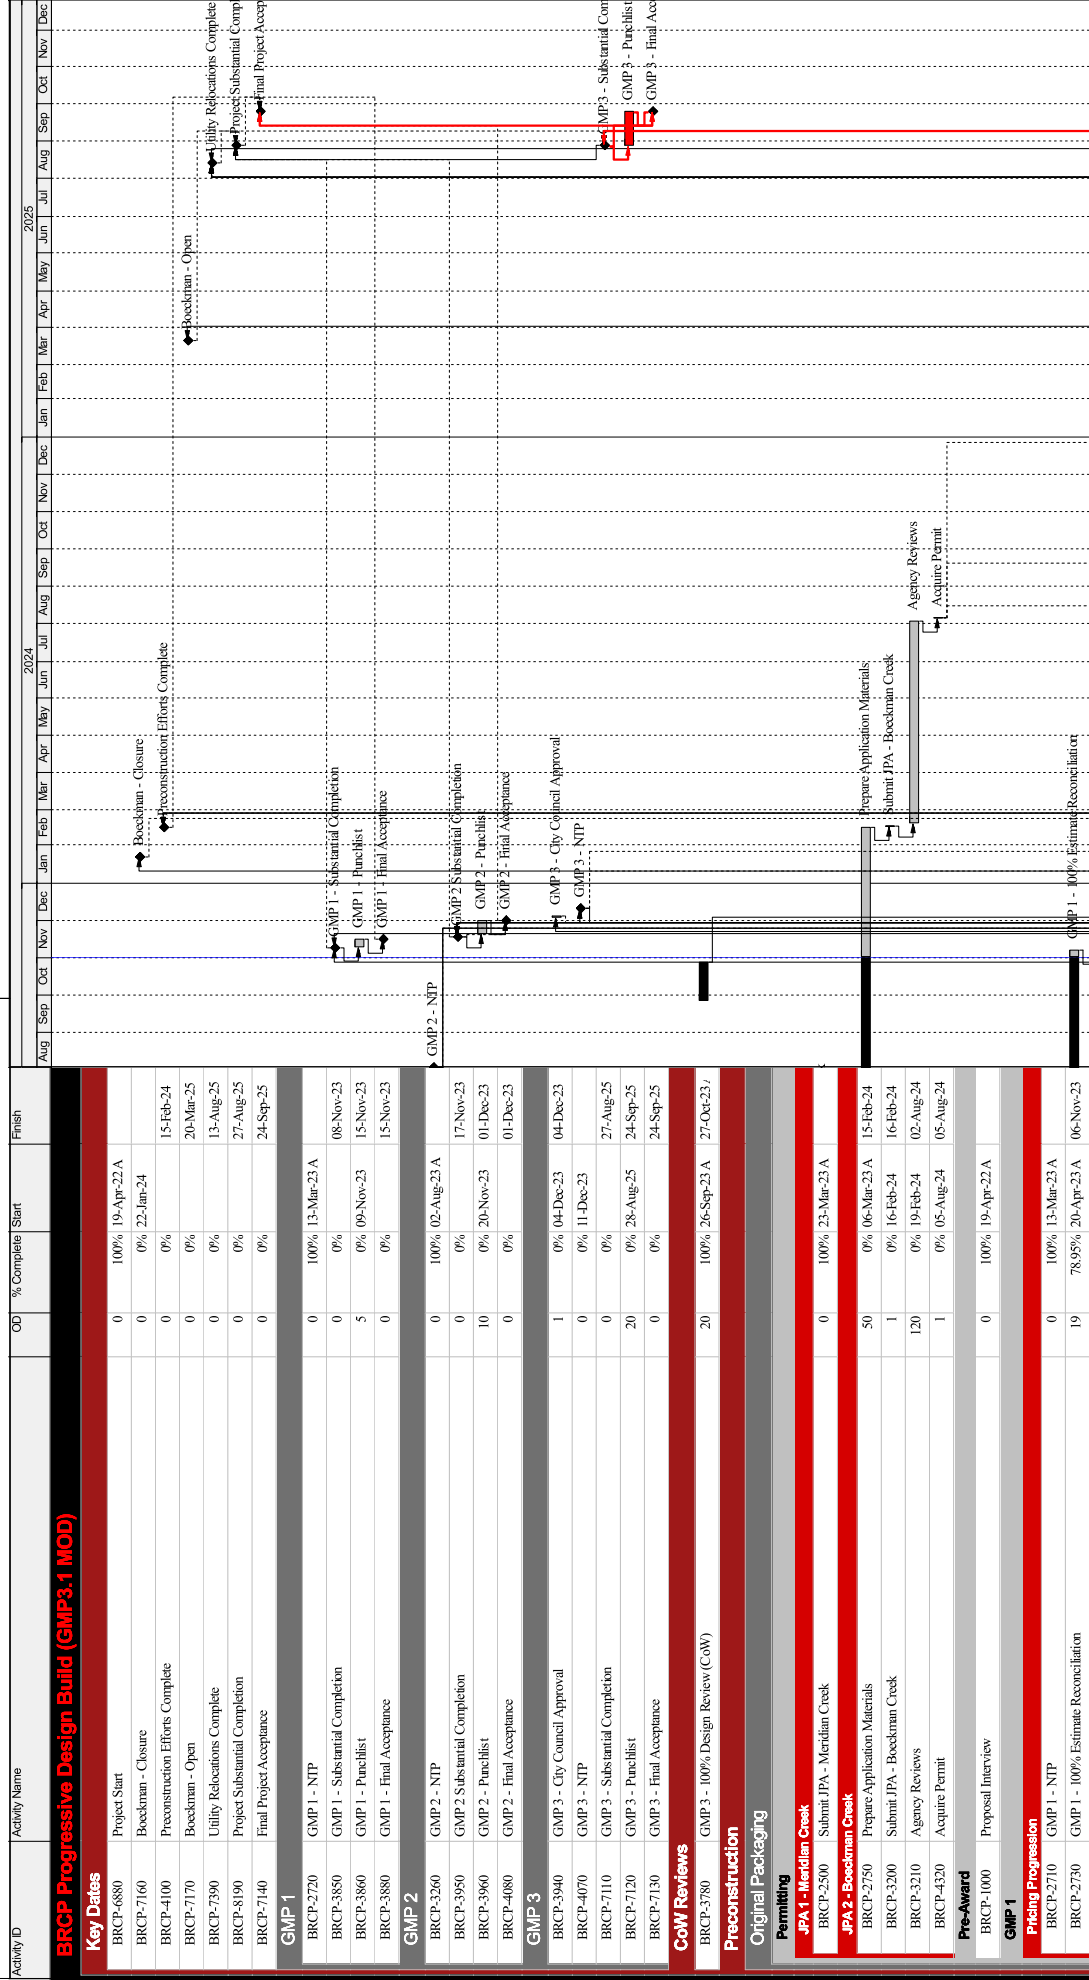 Activity ID Activity Name OD % Complete Start Finish
2024 2025
Aug Sep Oct Nov Dec Jan Feb Mar Apr May Jun Jul Aug Sep Oct Nov Dec Jan Feb Mar Apr May Jun Jul Aug Sep Oct Nov Dec
BRCP Progressive Design Build (GMP3.1 MOD)
Key Dates
BRCP-6880 Project Start 0 100% 19-Apr-22 A
BRCP-7160 Boeckman - Closure 0 0% 22-Jan-24 Boeckman - Closure
BRCP-4100 Preconstruction Efforts Complete 0 0% 15-Feb-24 Preconstruction Efforts Complete
BRCP-7170 Boeckman - Open 0 0% 20-Mar-25 Boeckman - Open
BRCP-7390 Utility Relocations Complete 0 0% 13-Aug-25 Utility Relocations Complete
BRCP-8190 Project Substantial Completion 0 0% 27-Aug-25 Project Substantial Comp
BRCP-7140 Final Project Acceptance 0 0% 24-Sep-25 Final Project Accep
GMP 1
BRCP-2720 GMP 1 - NTP 0 100% 13-Mar-23 A
BRCP-3850 GMP 1 - Substantial Completion 0 0% 08-Nov-23 GMP 1 - Substantial Completion
BRCP-3860 GMP 1 - Punchlist 5 0% 09-Nov-23 15-Nov-23 GMP 1 - Punchlist
BRCP-3880 GMP 1 - Final Acceptance 0 0% 15-Nov-23 GMP 1 - Final Acceptance
GMP 2
BRCP-3260 GMP 2 - NTP 0 100% 02-Aug-23 A GMP 2 - NTP
BRCP-3950 GMP 2 Substantial Completion 0 0% 17-Nov-23 GMP 2 Substantial Completion
BRCP-3960 GMP 2 - Punchlist 10 0% 20-Nov-23 01-Dec-23 GMP 2 - Punchlist
BRCP-4080 GMP 2 - Final Acceptance 0 0% 01-Dec-23 GMP 2 - Final Acceptance
GMP 3
BRCP-3940 GMP 3 - City Council Approval 1 0% 04-Dec-23 04-Dec-23 GMP 3 - City Council Approval
BRCP-4070 GMP 3 - NTP 0 0% 11-Dec-23 GMP 3 - NTP
BRCP-7110 GMP 3 - Substantial Completion 0 0% 27-Aug-25 GMP 3 - Substantial Com
BRCP-7120 GMP 3 - Punchlist 20 0% 28-Aug-25 24-Sep-25 GMP 3 - Punchlist
BRCP-7130 GMP 3 - Final Acceptance 0 0% 24-Sep-25 GMP 3 - Final Acc
CoW Reviews
BRCP-3780 GMP 3 - 100% Design Review (CoW) 20 100% 26-Sep-23 A 27-Oct-23
Preconstruction
Original Packaging
Permitting
JPA 1 - Meridian Creek
BRCP-2500 Submit JPA - Meridian Creek 0 100% 23-Mar-23 A
JPA 2 - Boeckman Creek
BRCP-2750 Prepare Application Materials 50 0% 06-Mar-23 A 15-Feb-24 Prepare Application Materials
BRCP-3200 Submit JPA - Boeckman Creek 1 0% 16-Feb-24 16-Feb-24 Submit JPA - Boeckman Creek
BRCP-3210 Agency Reviews 120 0% 19-Feb-24 02-Aug-24 Agency Reviews
BRCP-4320 Acquire Permit 1 0% 05-Aug-24 05-Aug-24 Acquire Permit
Pre-Award
BRCP-1000 Proposal Interview 0 100% 19-Apr-22 A
GMP 1
Pricing Progression
BRCP-2710 GMP 1 - NTP 0 100% 13-Mar-23 A
BRCP-2730 GMP 1 - 100% Estimate Reconciliation 19 78.95% 20-Apr-23 A 06-Nov-23 GMP 1 - 100% Estimate Reconciliation